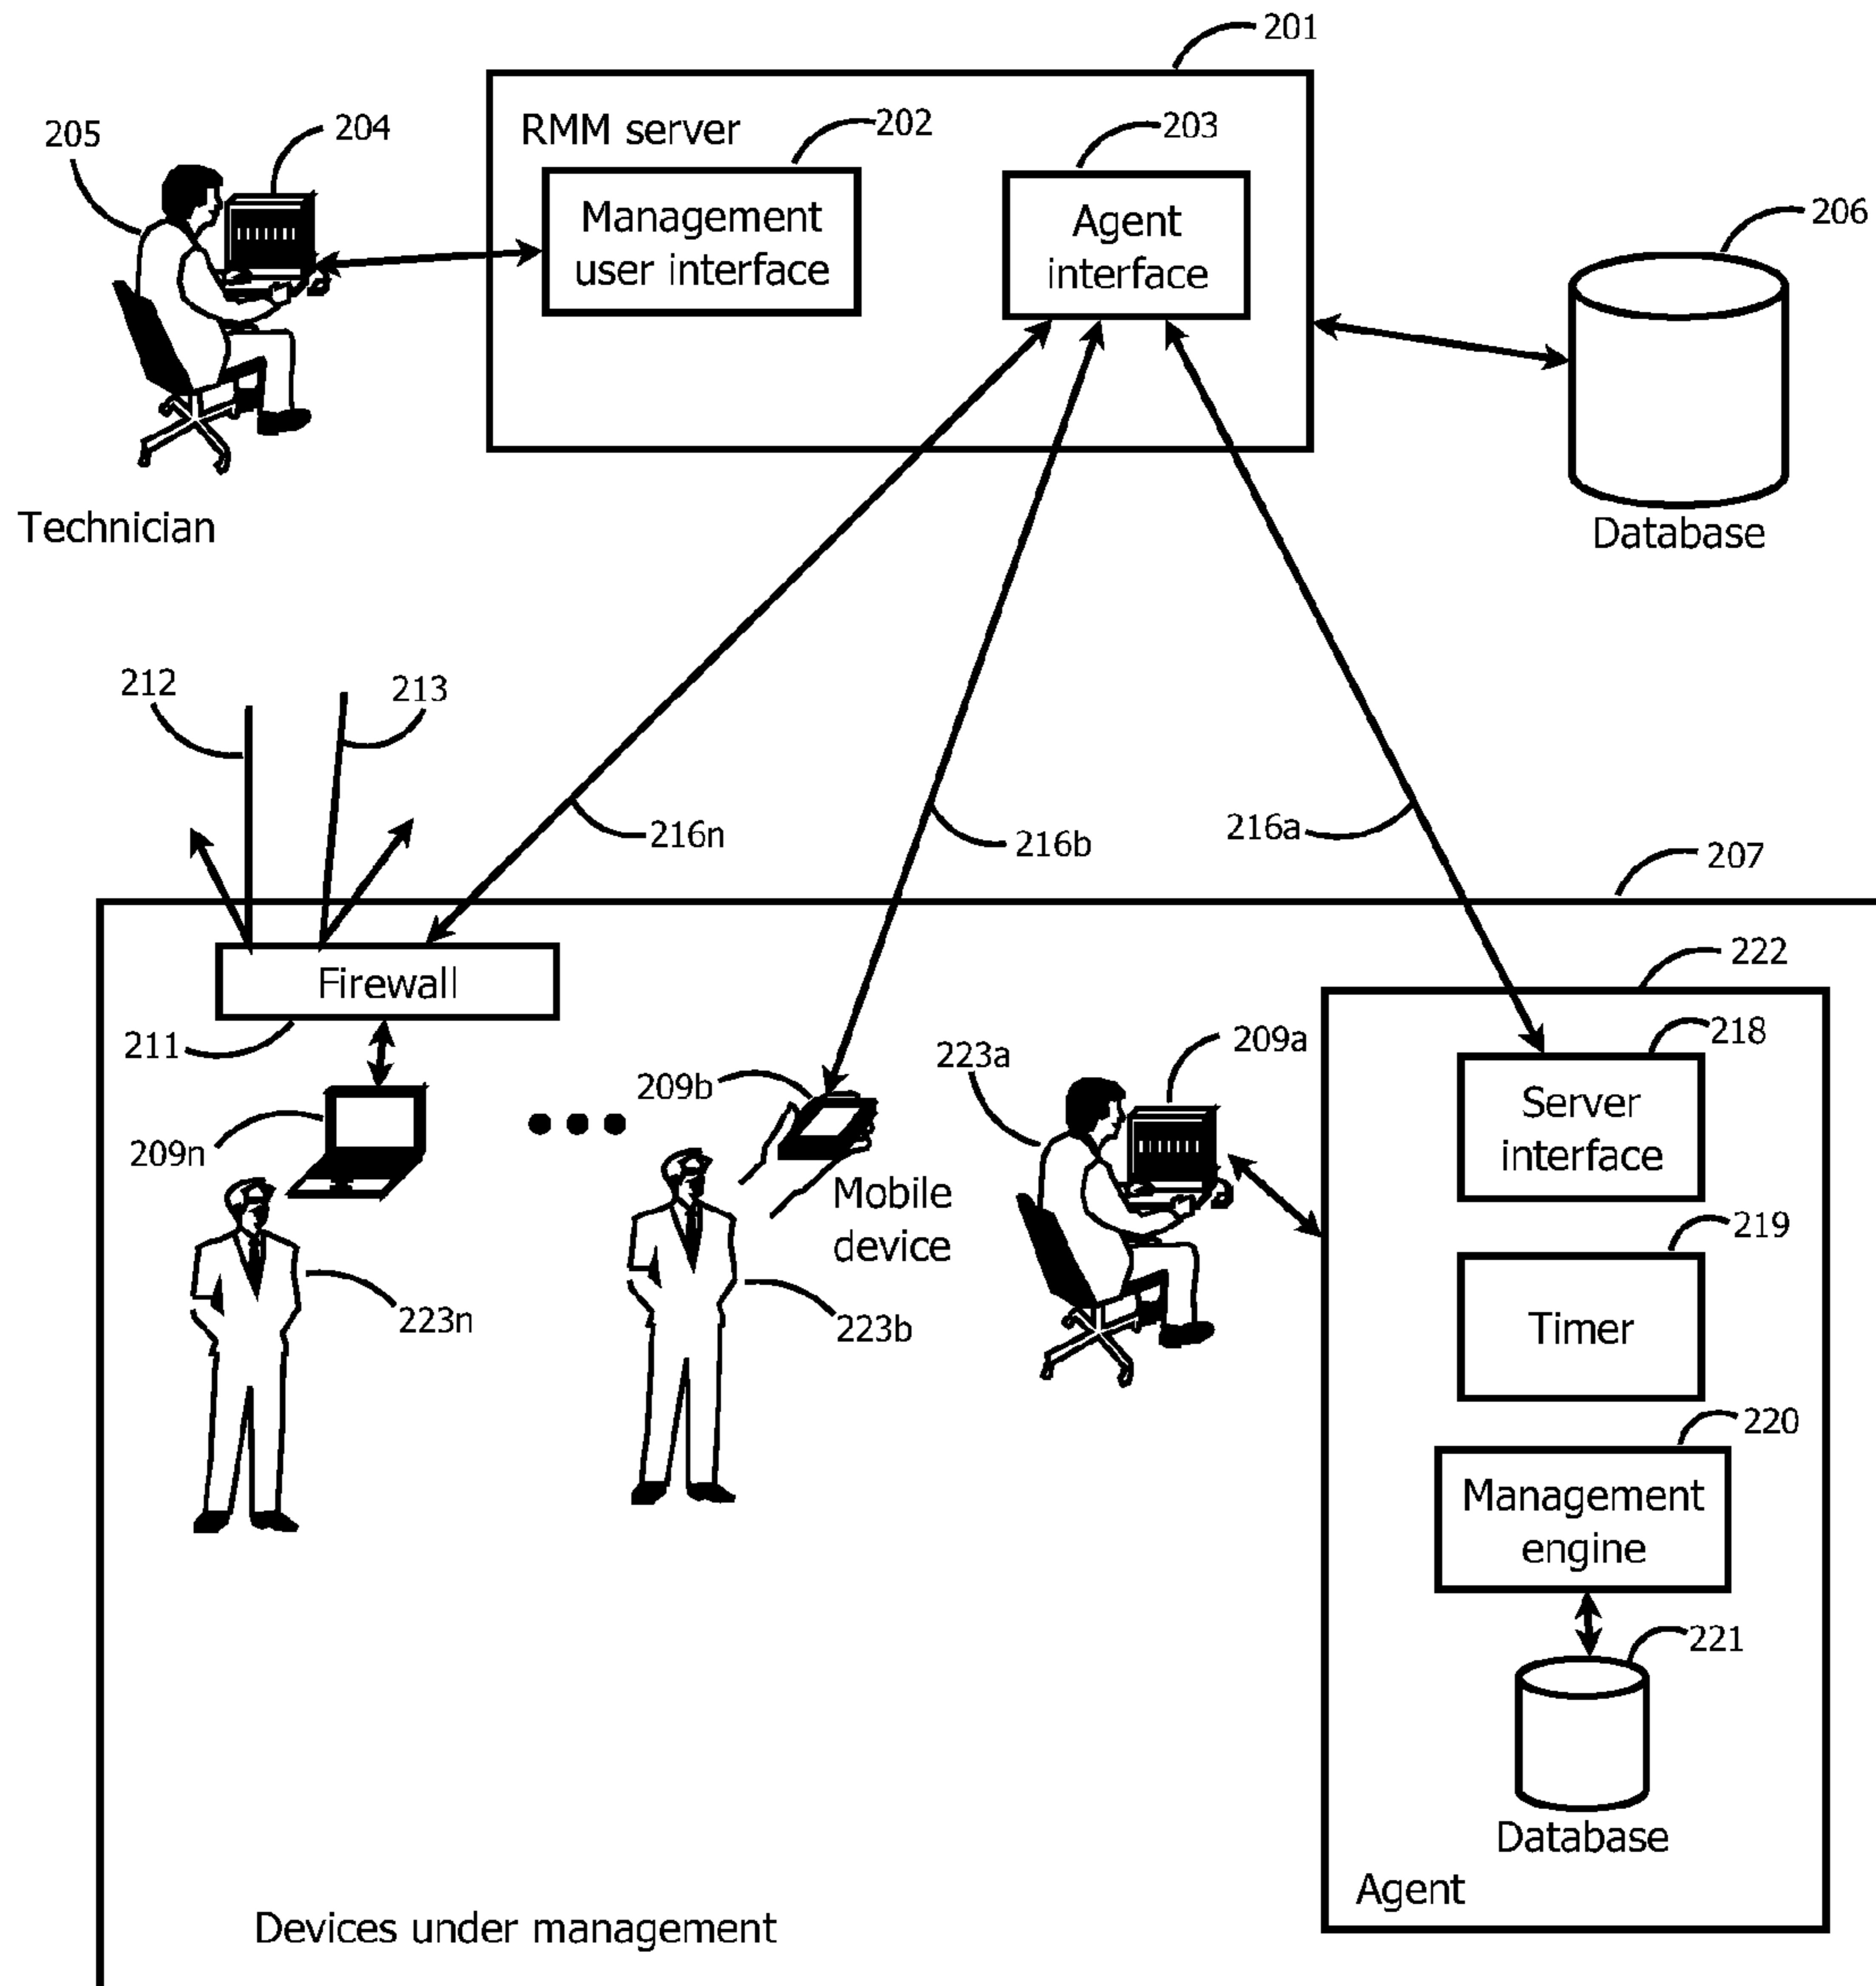 201
RMM server
202
203
204
205
Management
user interface
Agent
interface
206
Technician
Database
212
213
216n
216b
216a
207
Firewall
222
211
218
209b
223a
209a
Server
interface
209n
Mobile
device
219
223n
223b
Timer
220
Management
engine
221
Database
Agent
Devices under management